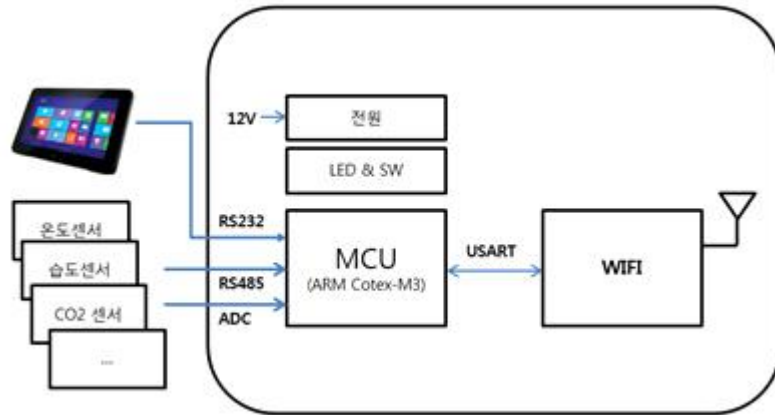 12V
전원
LED & SW
온도센서
습도센서
CO2 센서
...
RS232
RS485
ADC
MCU
(ARM Cotex-M3)
USART
WIFI